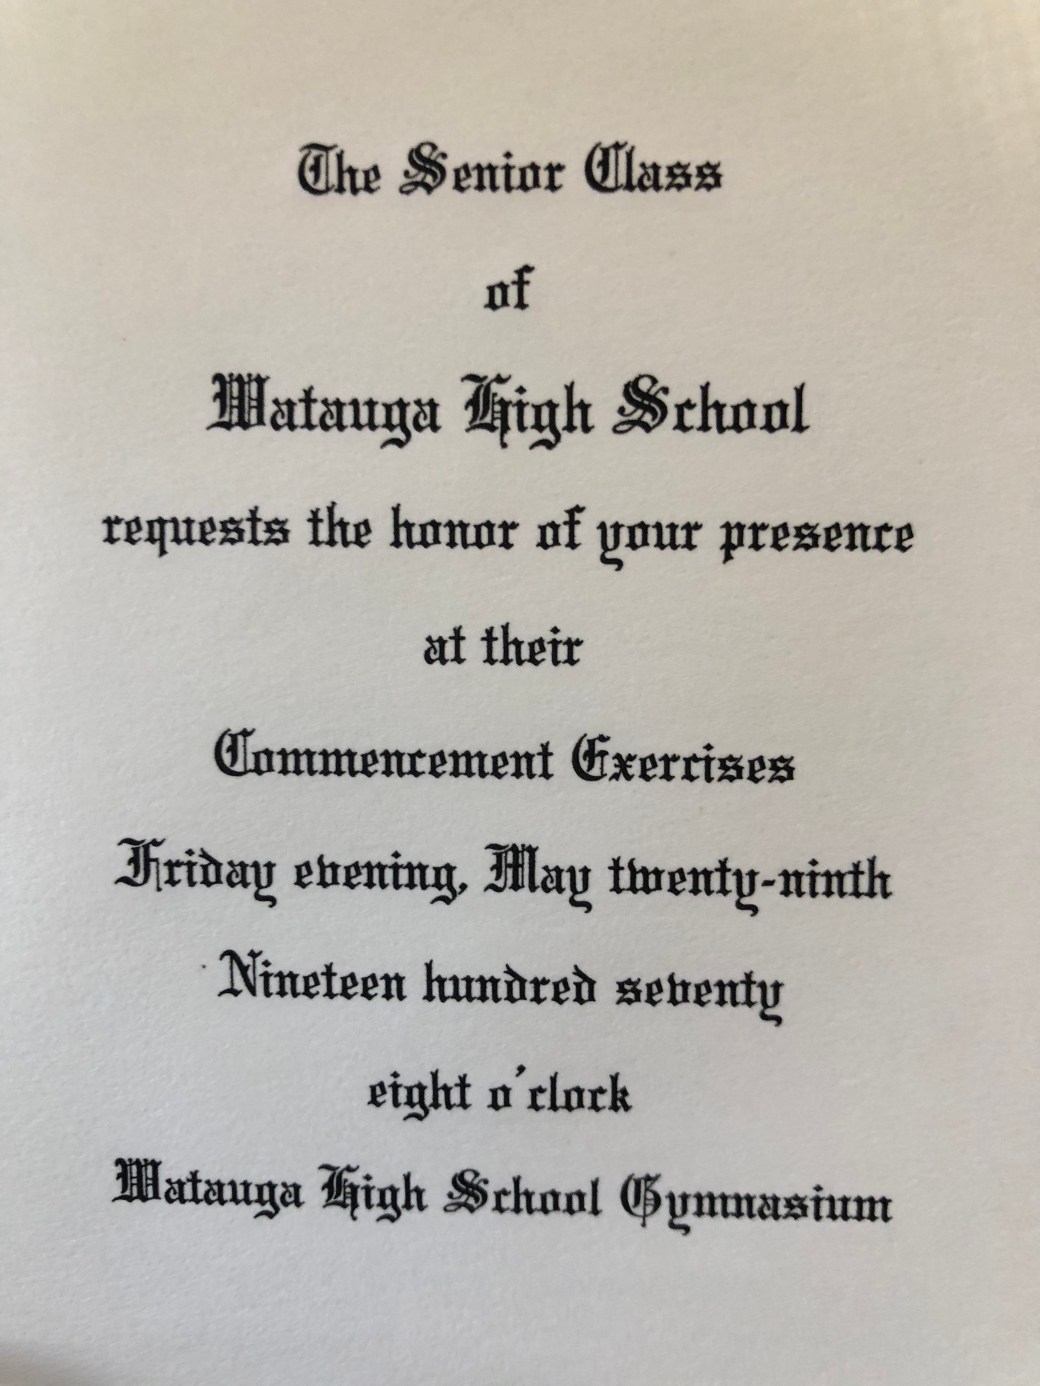 The Senior Class
of
Watauga High School
requests the honor of your presence
at their
Commencement Exercises
Friday evening, May twenty-ninth
Nineteen hundred seventy
eight o'clock
Watauga High School Gymnasium